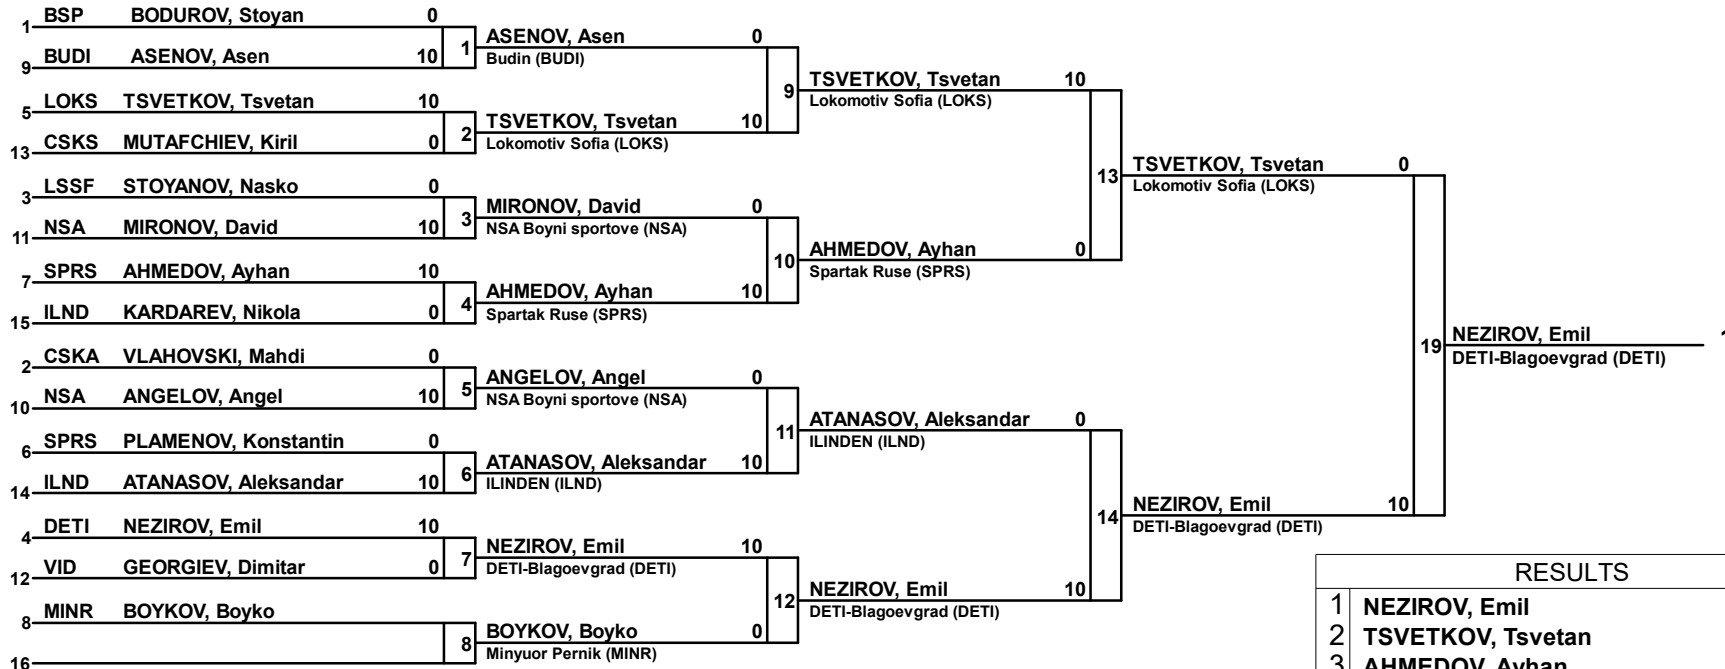 BSP BODUROV, Stoyan 0
1
BUDI ASENOV, Asen 10
9
1
ASENOV, Asen 0
Budin (BUDI)
LOKS TSVETKOV, Tsvetan 10
5
CSKS MUTAFCHIEV, Kiril 0
13
2
TSVETKOV, Tsvetan 10
Lokomotiv Sofia (LOKS)
9
TSVETKOV, Tsvetan 10
Lokomotiv Sofia (LOKS)
LSSF STOYANOV, Nasko 0
3
NSA MIRONOV, David 10
11
3
MIRONOV, David 0
NSA Boyni sportove (NSA)
SPRS AHMEDOV, Ayhan 10
7
ILND KARDAREV, Nikola 0
15
4
AHMEDOV, Ayhan 10
Spartak Ruse (SPRS)
10
AHMEDOV, Ayhan 0
Spartak Ruse (SPRS)
13
TSVETKOV, Tsvetan 0
Lokomotiv Sofia (LOKS)
CSKA VLAHOVSKI, Mahdi 0
2
NSA ANGELOV, Angel 10
10
5
ANGELOV, Angel 0
NSA Boyni sportove (NSA)
SPRS PLAMENOV, Konstantin 0
6
ILND ATANASOV, Aleksandar 10
14
6
ATANASOV, Aleksandar 10
ILINDEN (ILND)
11
ATANASOV, Aleksandar 0
ILINDEN (ILND)
DETI NEZIROV, Emil 10
4
VID GEORGIEV, Dimitar 0
12
7
NEZIROV, Emil 10
DETI-Blagoevgrad (DETI)
MINR BOYKOV, Boyko
8
16
8
BOYKOV, Boyko 0
Minyuor Pernik (MINR)
12
NEZIROV, Emil 10
DETI-Blagoevgrad (DETI)
14
NEZIROV, Emil 10
DETI-Blagoevgrad (DETI)
19
NEZIROV, Emil
DETI-Blagoevgrad (DETI)
RESULTS
1 NEZIROV, Emil
2 TSVETKOV, Tsvetan
3 AHMEDOV, Ayhan